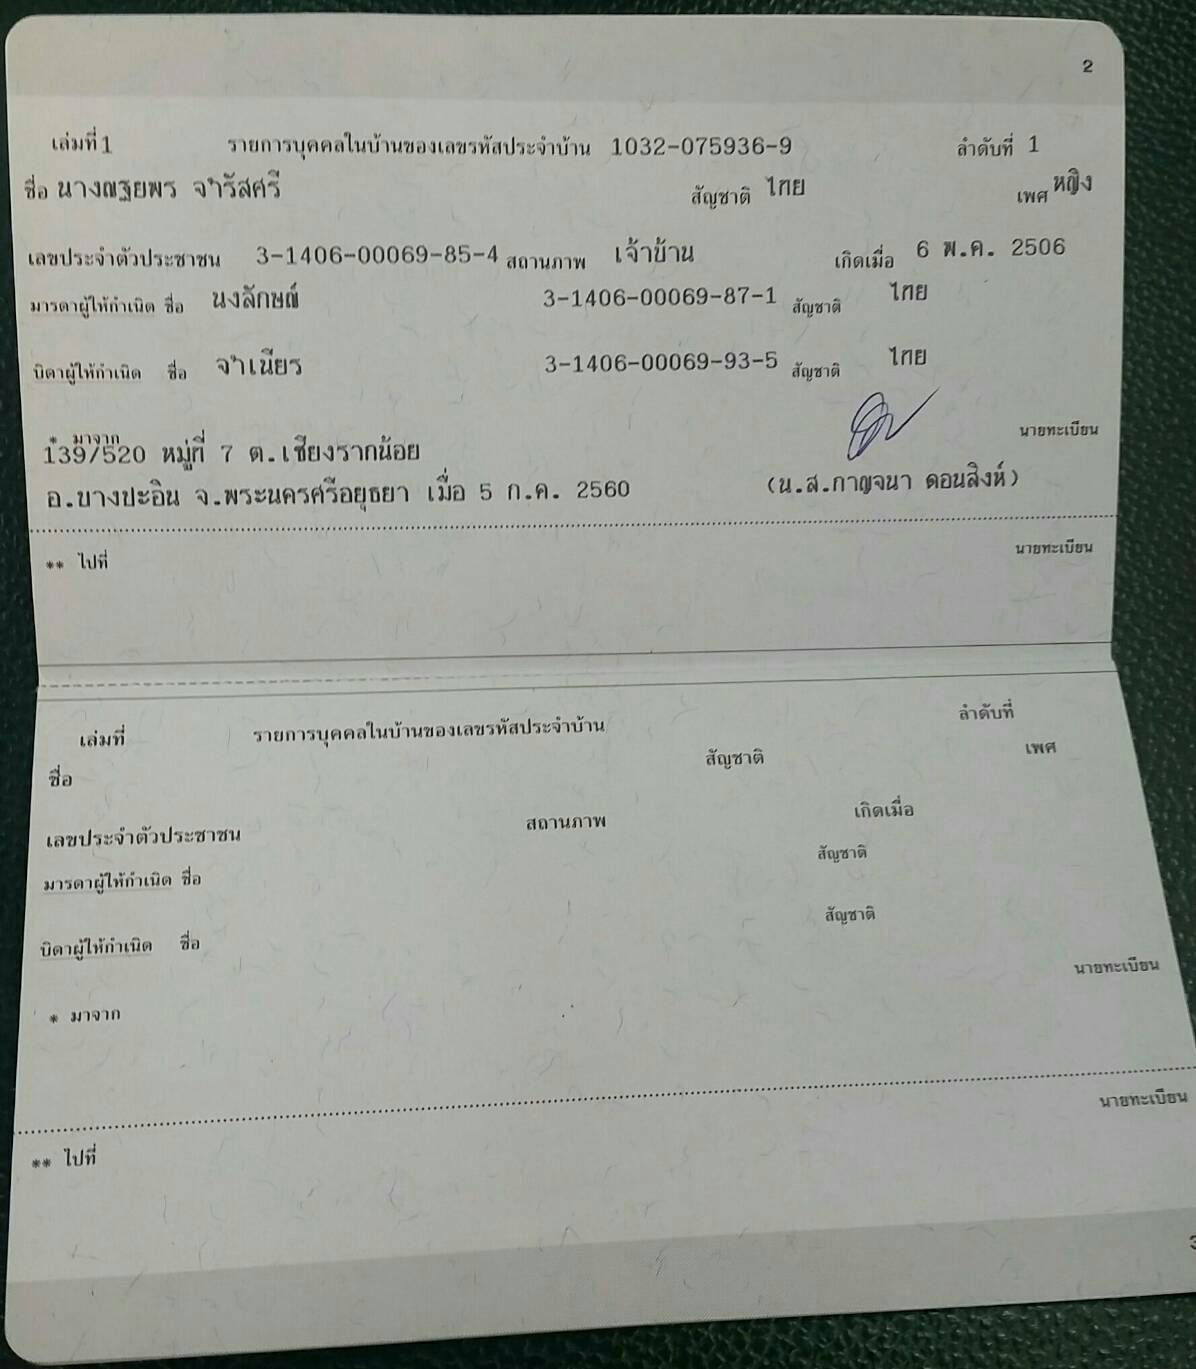 2
เล่มที่ 1 รายการบุคคลในบ้านของเลขรหัสประจำบ้าน 1032-075936-9 ลำดับที่ 1
ชื่อ นางณฐยพร จำรัสศรี สัญชาติ ไทย เพศ หญิง
เลขประจำตัวประชาชน 3-1406-00069-85-4 สถานภาพ เจ้าบ้าน เกิดเมื่อ 6 พ.ค. 2506
มารดาผู้ให้กำเนิด ชื่อ นงลักษณ์ 3-1406-00069-87-1 สัญชาติ ไทย
บิดาผู้ให้กำเนิด ชื่อ จำเนียร 3-1406-00069-93-5 สัญชาติ ไทย
* มาจาก นายทะเบียน
139/520 หมู่ที่ 7 ต.เชียงรากน้อย
อ.บางปะอิน จ.พระนครศรีอยุธยา เมื่อ 5 ก.ค. 2560 (น.ส.กาญจนา ดอนสิงห์)
** ไปที่ นายทะเบียน
เล่มที่ รายการบุคคลในบ้านของเลขรหัสประจำบ้าน ลำดับที่
ชื่อ สัญชาติ เพศ
เลขประจำตัวประชาชน สถานภาพ เกิดเมื่อ
มารดาผู้ให้กำเนิด ชื่อ สัญชาติ
บิดาผู้ให้กำเนิด ชื่อ สัญชาติ
* มาจาก นายทะเบียน
** ไปที่ นายทะเบียน
3